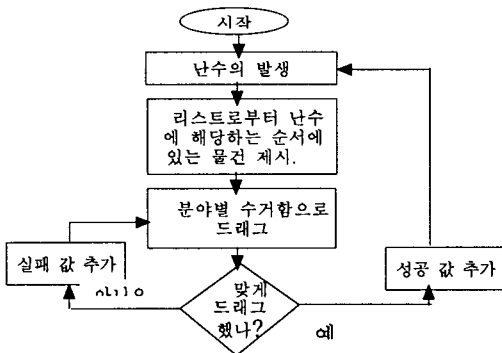 시작
난수의 발생
리스트로부터 난수
에 해당하는 순서에
있는 물건 제시.
분야별 수거함으로
드래그
실패 값 추가
성공 값 추가
맞게
드래그
했나?
예